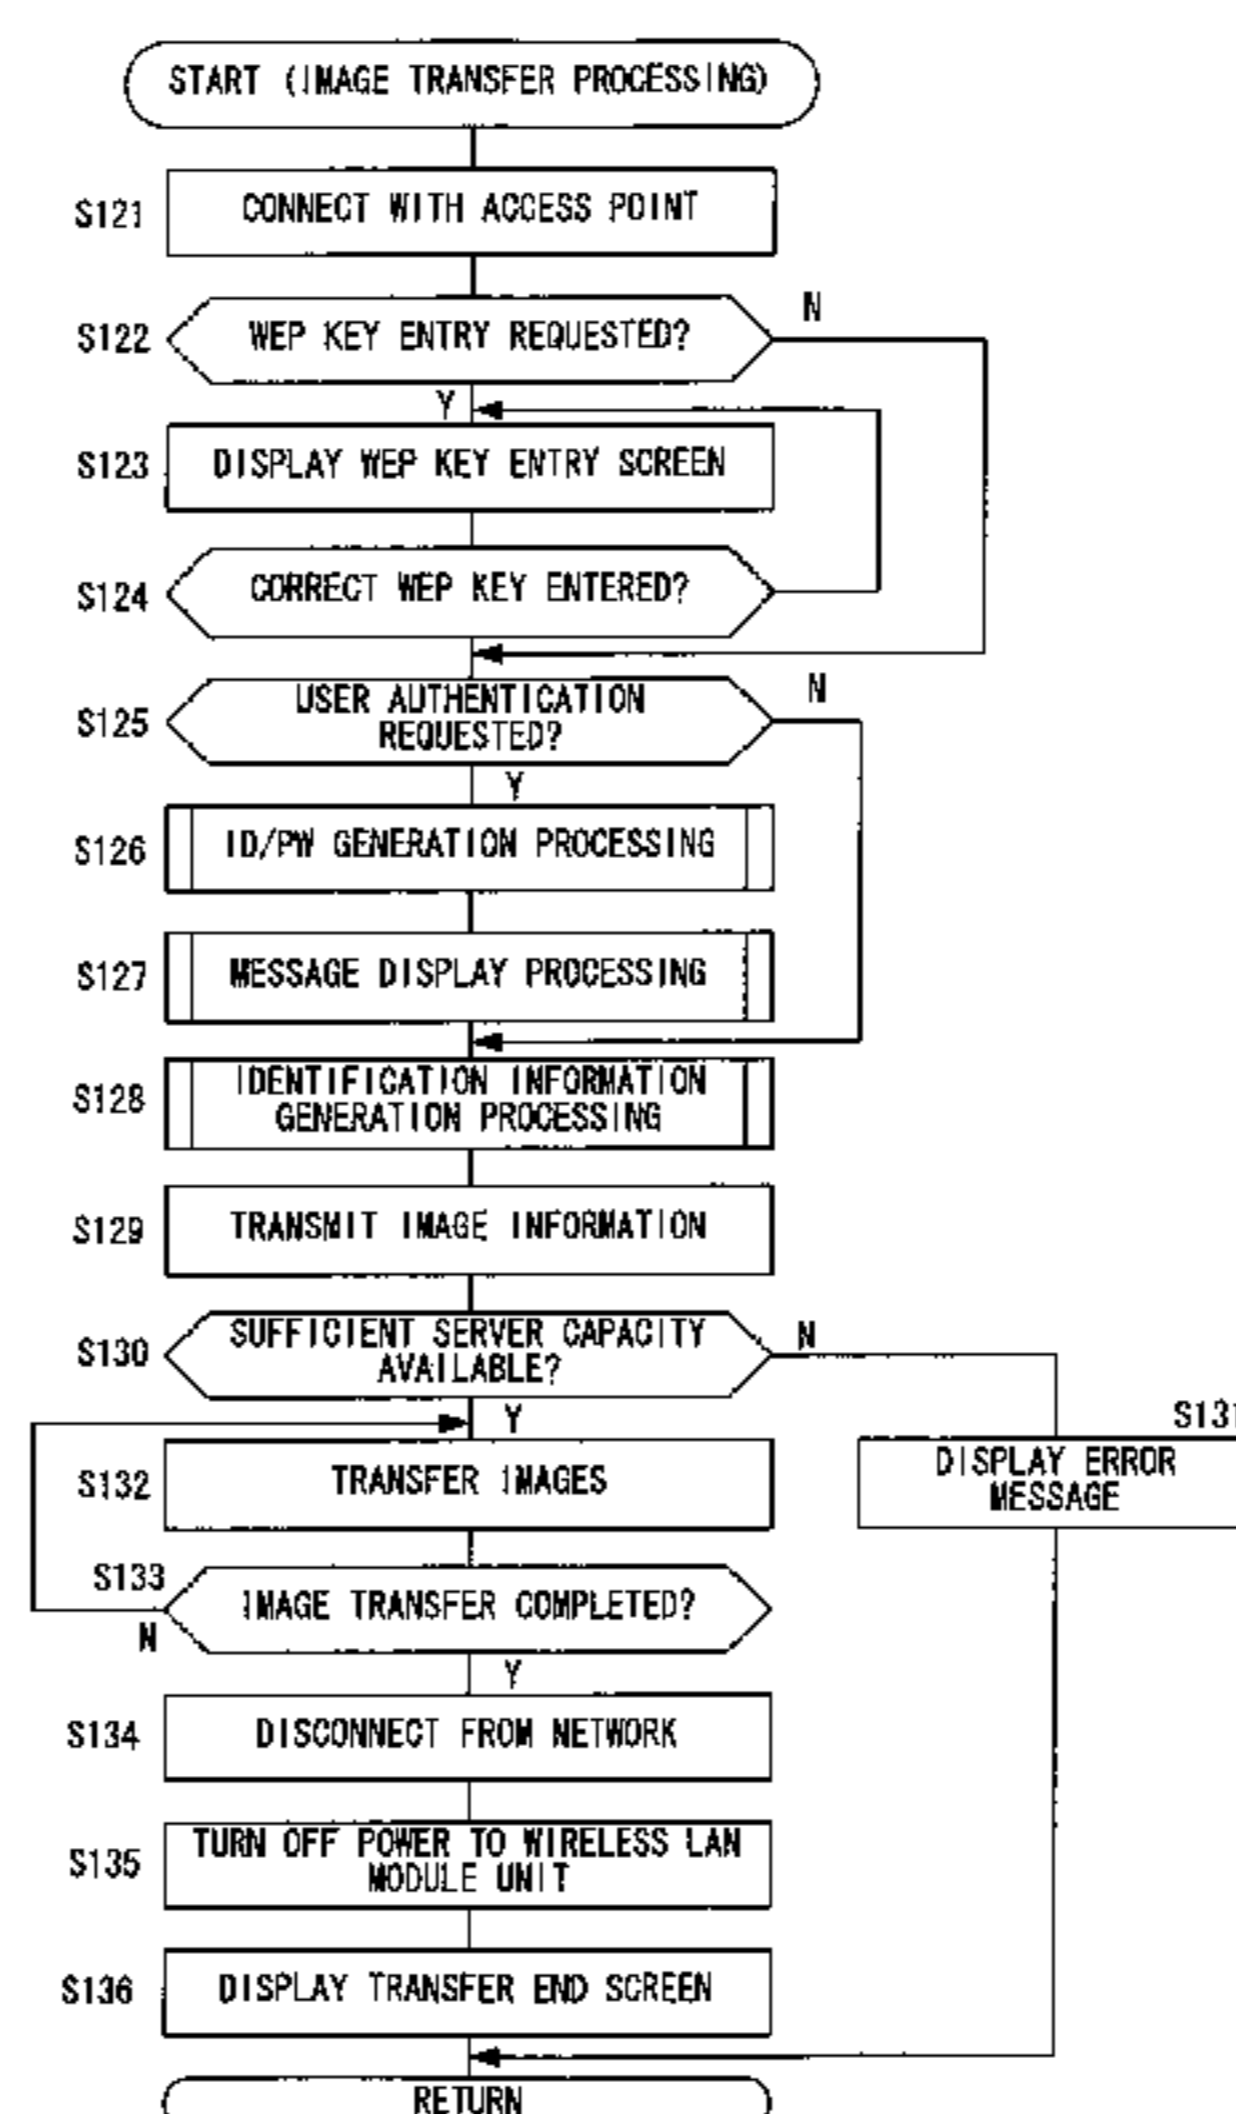 START (IMAGE TRANSFER PROCESSING)
S121
CONNECT WITH ACCESS POINT
S122
WEP KEY ENTRY REQUESTED?
N
Y
S123
DISPLAY WEP KEY ENTRY SCREEN
S124
CORRECT WEP KEY ENTERED?
S125
USER AUTHENTICATION
REQUESTED?
N
Y
S126
ID/PW GENERATION PROCESSING
S127
MESSAGE DISPLAY PROCESSING
S128
IDENTIFICATION INFORMATION
GENERATION PROCESSING
S129
TRANSMIT IMAGE INFORMATION
S130
SUFFICIENT SERVER CAPACITY
AVAILABLE?
N
Y
S131
DISPLAY ERROR
MESSAGE
S132
TRANSFER IMAGES
S133
IMAGE TRANSFER COMPLETED?
N
Y
S134
DISCONNECT FROM NETWORK
S135
TURN OFF POWER TO WIRELESS LAN
MODULE UNIT
S136
DISPLAY TRANSFER END SCREEN
RETURN